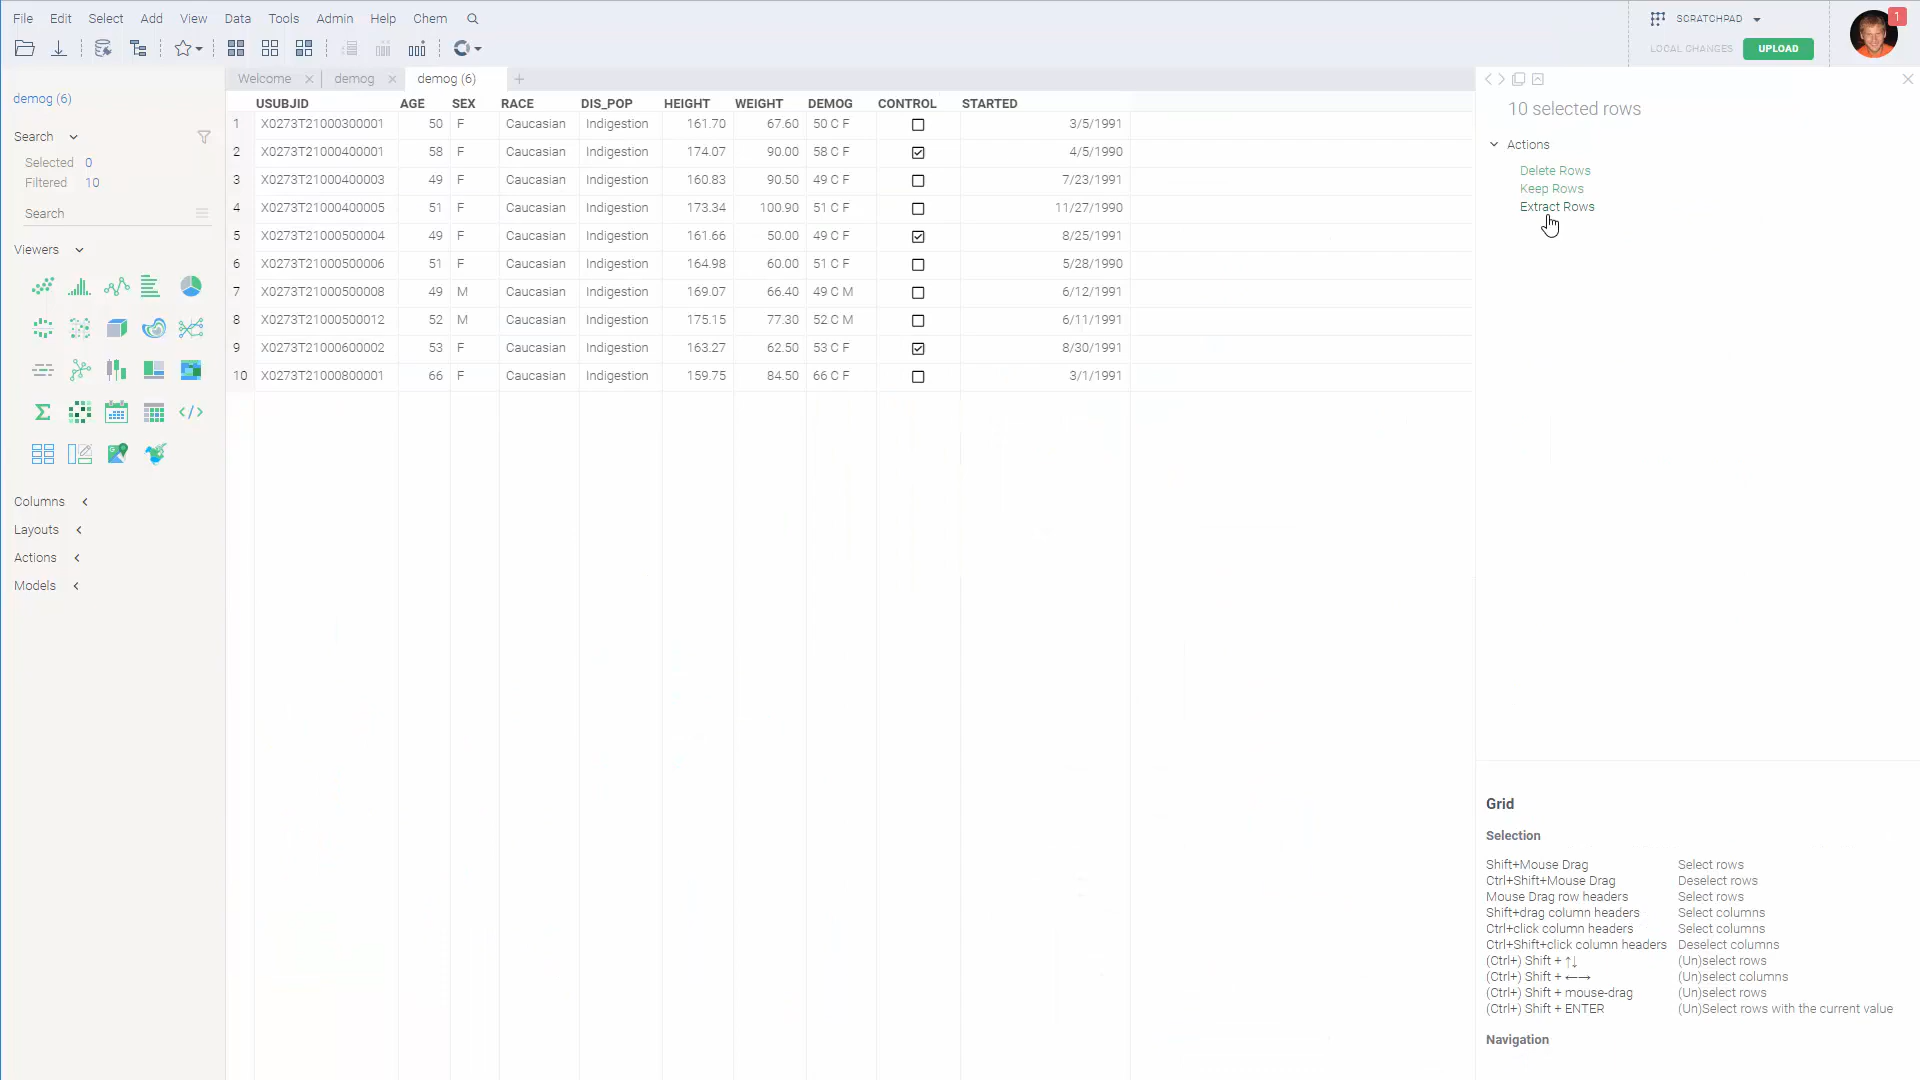 File Edit Select Add View Data Tools Admin Help Chem
SCRATCHPAD
1
LOCAL CHANGES UPLOAD
Welcome demog demog (6) +
demog (6)
Search
Selected 0
Filtered 10
Search
Viewers
Columns
Layouts
Actions
Models
USUBJID AGE SEX RACE DIS_POP HEIGHT WEIGHT DEMOG CONTROL STARTED
1 X0273T21000300001 50 F Caucasian Indigestion 161.70 67.60 50 C F 3/5/1991
2 X0273T21000400001 58 F Caucasian Indigestion 174.07 90.00 58 C F 4/5/1990
3 X0273T21000400003 49 F Caucasian Indigestion 160.83 90.50 49 C F 7/23/1991
4 X0273T21000400005 51 F Caucasian Indigestion 173.34 100.90 51 C F 11/27/1990
5 X0273T21000500004 49 F Caucasian Indigestion 161.66 50.00 49 C F 8/25/1991
6 X0273T21000500006 51 F Caucasian Indigestion 164.98 60.00 51 C F 5/28/1990
7 X0273T21000500008 49 M Caucasian Indigestion 169.07 66.40 49 C M 6/12/1991
8 X0273T21000500012 52 M Caucasian Indigestion 175.15 77.30 52 C M 6/11/1991
9 X0273T21000600002 53 F Caucasian Indigestion 163.27 62.50 53 C F 8/30/1991
10 X0273T21000800001 66 F Caucasian Indigestion 159.75 84.50 66 C F 3/1/1991
10 selected rows
Actions
Delete Rows
Keep Rows
Extract Rows
Grid
Selection
Shift+Mouse Drag Select rows
Ctrl+Shift+Mouse Drag Deselect rows
Mouse Drag row headers Select rows
Shift+drag column headers Select columns
Ctrl+click column headers Select columns
Ctrl+Shift+click column headers Deselect columns
(Ctrl+) Shift + ↑↓ (Un)select rows
(Ctrl+) Shift + ←→ (Un)select columns
(Ctrl+) Shift + mouse-drag (Un)select rows
(Ctrl+) Shift + ENTER (Un)Select rows with the current value
Navigation